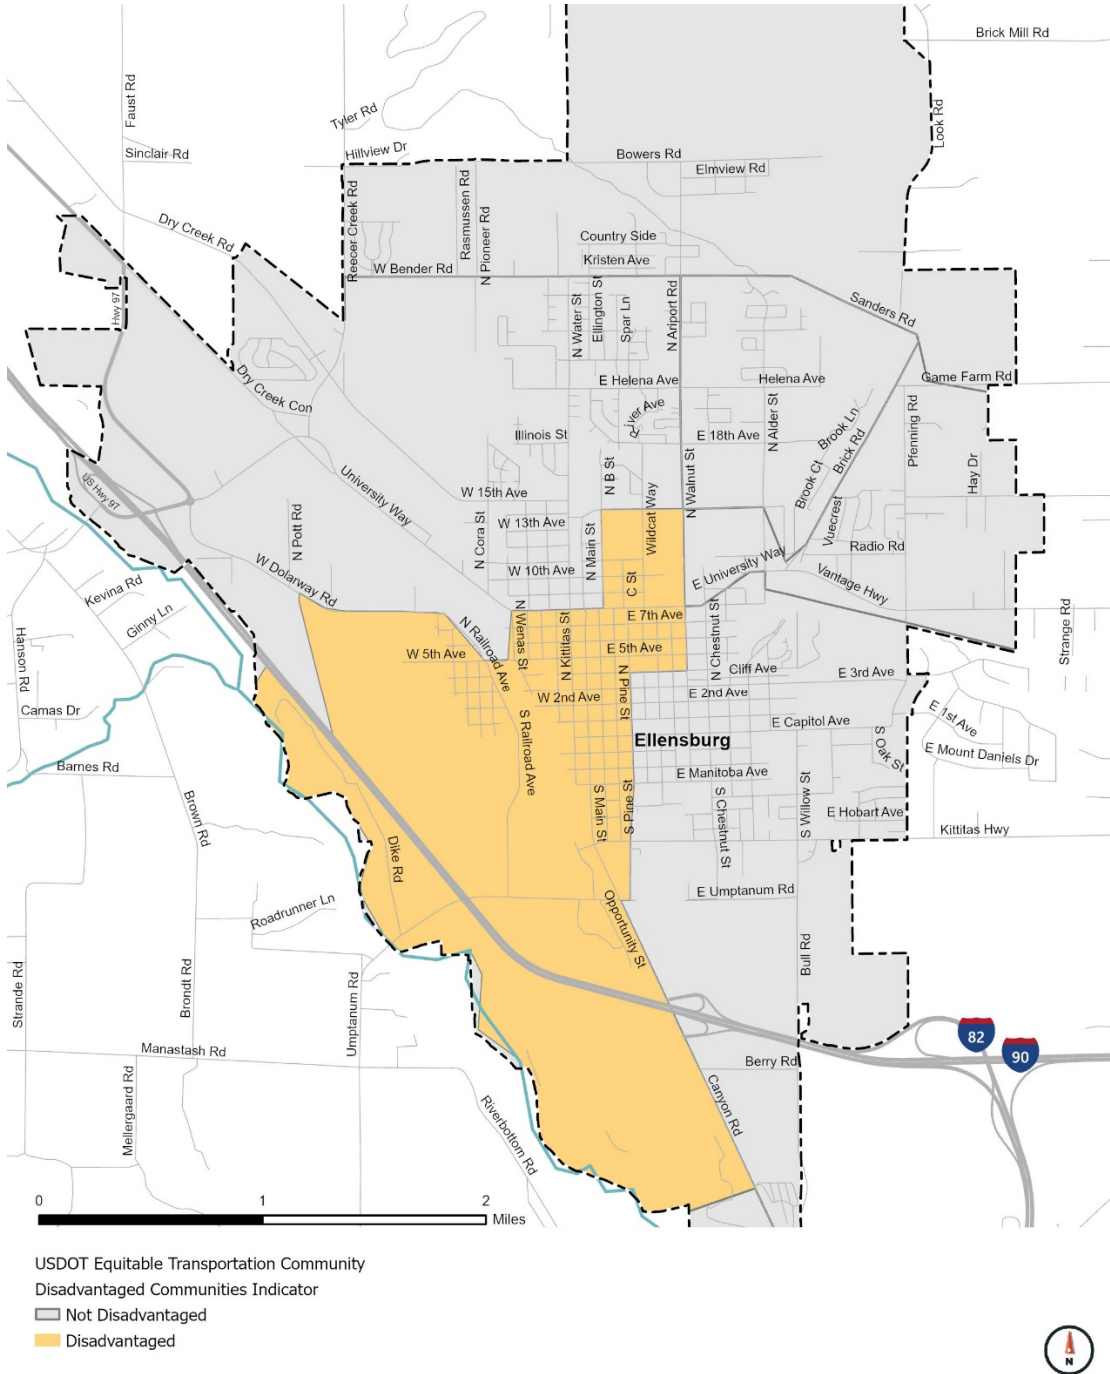 Brick Mill Rd
Faust Rd
Tyler Rd
Look Rd
Sinclair Rd
Hillview Dr
Bowers Rd
Elmview Rd
Reecer Creek Rd
Rasmussen Rd
N Pioneer Rd
Dry Creek Rd
Country Side
Kristen Ave
W Bender Rd
Hwy 97
N Water St
Ellington St
Spar Ln
N Ariport Rd
Sanders Rd
E Helena Ave
Helena Ave
Game Farm Rd
Dry Creek Con
River Ave
Illinois St
E 18th Ave
N Alder St
Brook Ln
Brick Rd
Pfenning Rd
Hay Dr
US Hwy 97
University Way
W 15th Ave
N B St
N Walnut St
Brook Ct
Wildcat Way
Vuecrest
N Pott Rd
N Cora St
W 13th Ave
N Main St
Radio Rd
W Dolarway Rd
W 10th Ave
C St
E University Way
Vantage Hwy
Kevina Rd
Ginny Ln
N Railroad Ave
N Wenas St
N Kittitas St
E 7th Ave
N Chestnut St
Strange Rd
Hanson Rd
W 5th Ave
E 5th Ave
Cliff Ave
E 3rd Ave
Camas Dr
W 2nd Ave
N Pine St
E 2nd Ave
E 1st Ave
S Railroad Ave
E Capitol Ave
Ellensburg
S Oak St
E Mount Daniels Dr
Barnes Rd
E Manitoba Ave
Brown Rd
S Main St
S Pine St
S Chestnut St
S Willow St
E Hobart Ave
Kittitas Hwy
Dike Rd
E Umptanum Rd
Roadrunner Ln
Opportunity St
Bull Rd
Strande Rd
Brondt Rd
Umptanum Rd
82
90
Manastash Rd
Berry Rd
Mellergaard Rd
Riverbottom Rd
Canyon Rd
0 1 2
Miles
USDOT Equitable Transportation Community
Disadvantaged Communities Indicator
Not Disadvantaged
Disadvantaged
N